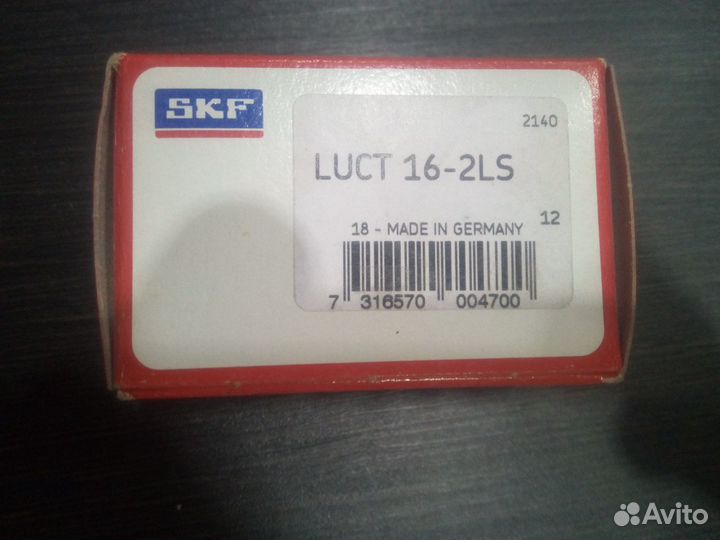 SKF
2140
LUCT 16-2LS
12
18 - MADE IN GERMANY
7 316570 004700
Avito